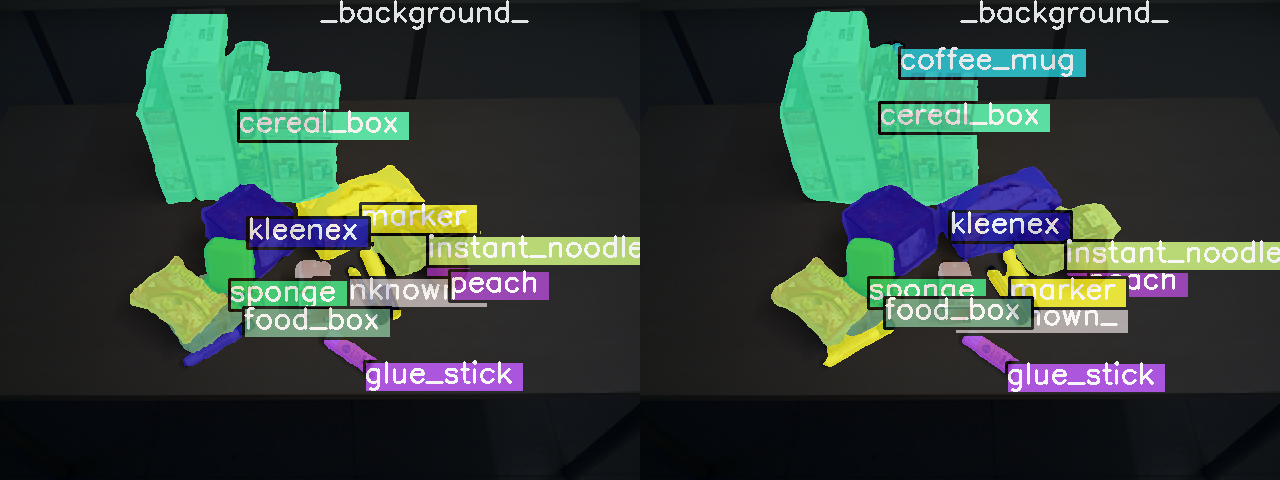 _background_
cereal_box
marker
kleenex
instant_noodle
peach
sponge
nknown
food_box
glue_stick
_background_
coffee_mug
cereal_box
kleenex
instant_noodle
ach
sponge
marker
food_box
nown_
glue_stick